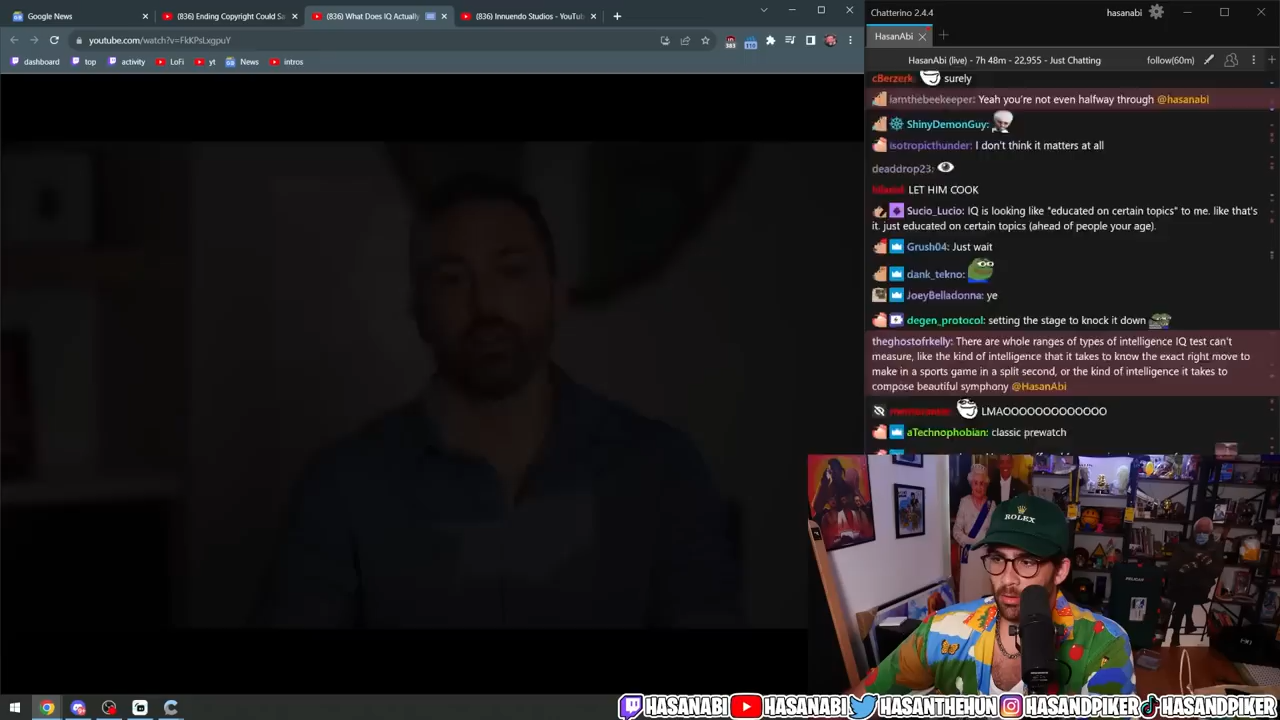 Google News
(836) Ending Copyright Could Sa
(836) What Does IQ Actually
(836) Innuendo Studios - YouTub
Chatterino 2.4.4
hasanabi
youtube.com/watch?v=FkKPsLxgpuY
HasanAbi
dashboard
top
activity
LoFi
yt
News
intros
HasanAbi (live) - 7h 48m - 22,955 - Just Chatting
follow(60m)
cBerzerk: surely
iamthebeekeeper: Yeah you're not even halfway through @hasanabi
ShinyDemonGuy:
isotropicthunder: I don't think it matters at all
deaddrop23:
LET HIM COOK
Sucio_Lucio: IQ is looking like "educated on certain topics" to me. like that's
it. just educated on certain topics (ahead of people your age).
Grush04: Just wait
dank_tekno:
JoeyBelladonna: ye
degen_protocol: setting the stage to knock it down
theghostofrkelly: There are whole ranges of types of intelligence IQ test can't
measure, like the kind of intelligence that it takes to know the exact right move to
make in a sports game in a split second, or the kind of intelligence it takes to
compose beautiful symphony @HasanAbi
LMAOOOOOOOOOOOOO
aTechnophobian: classic prewatch
ROLEX
HASANABI
HASANABI
HASANTHEHUN
HASANDPIKER
HASANDPIKER